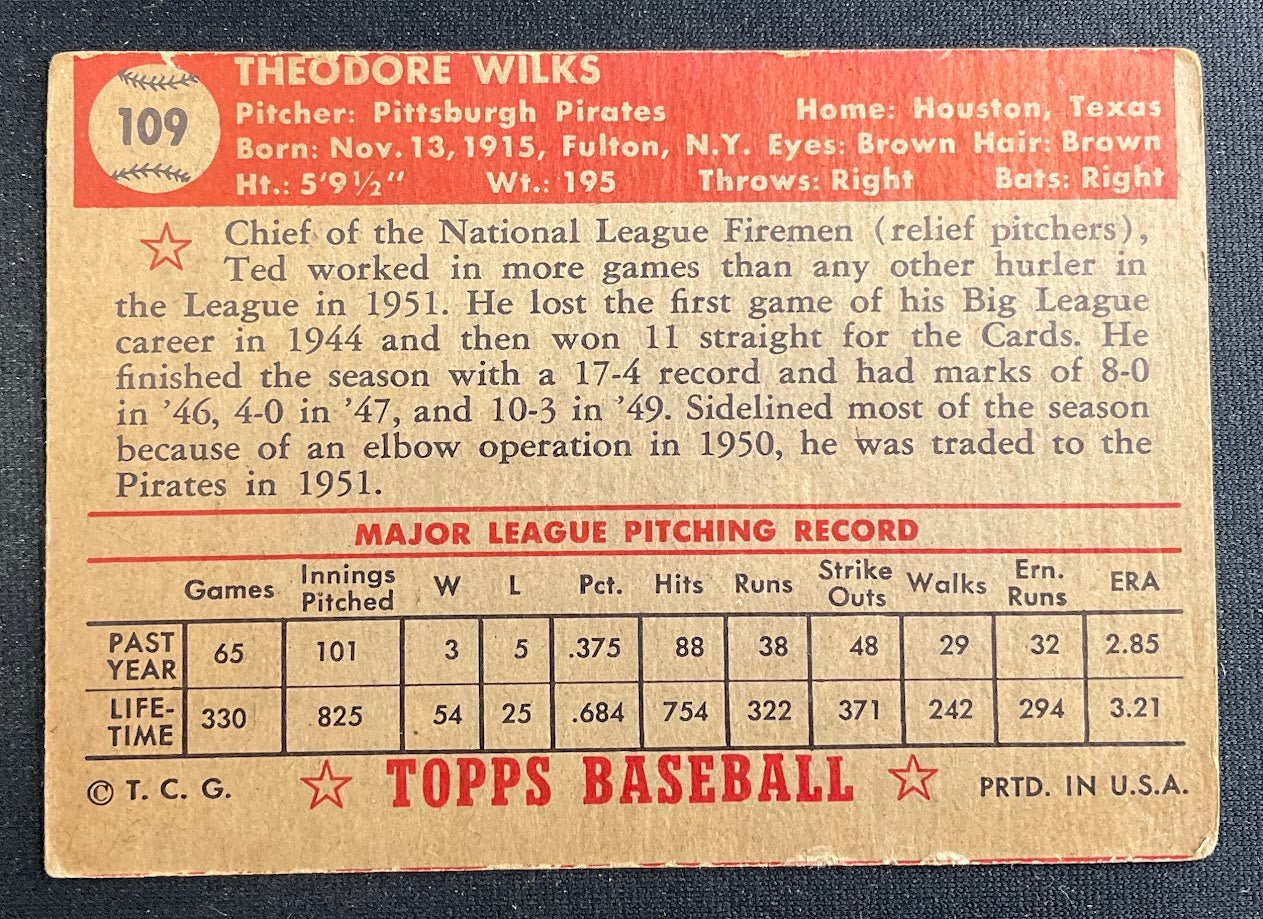 109
THEODORE WILKS
Pitcher: Pittsburgh Pirates Home: Houston, Texas
Born: Nov. 13, 1915, Fulton, N.Y. Eyes: Brown Hair: Brown
Ht.: 5'9½" Wt.: 195 Throws: Right Bats: Right
Chief of the National League Firemen (relief pitchers),
Ted worked in more games than any other hurler in
the League in 1951. He lost the first game of his Big League
career in 1944 and then won 11 straight for the Cards. He
finished the season with a 17-4 record and had marks of 8-0
in '46, 4-0 in '47, and 10-3 in '49. Sidelined most of the season
because of an elbow operation in 1950, he was traded to the
Pirates in 1951.
MAJOR LEAGUE PITCHING RECORD
Games Innings Pitched W L Pct. Hits Runs Strike Outs Walks Ern. Runs ERA
PAST YEAR 65 101 3 5 .375 88 38 48 29 32 2.85
LIFE-TIME 330 825 54 25 .684 754 322 371 242 294 3.21
© T. C. G. TOPPS BASEBALL PRTD. IN U.S.A.